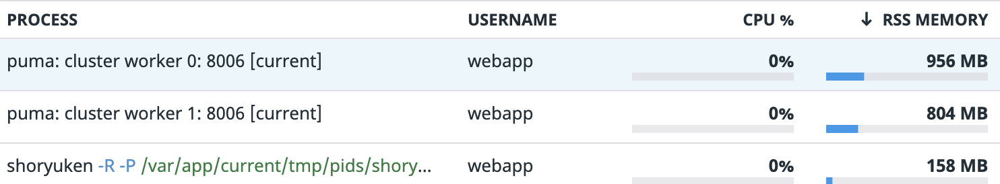 PROCESS USERNAME CPU % ↓ RSS MEMORY
puma: cluster worker 0: 8006 [current] webapp 0% 956 MB
puma: cluster worker 1: 8006 [current] webapp 0% 804 MB
shoryuken -R -P /var/app/current/tmp/pids/shory... webapp 0% 158 MB